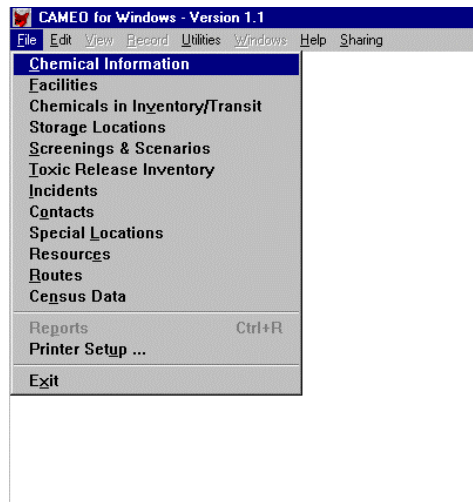 CAMEO for Windows - Version 1.1
File Edit View Record Utilities Windows Help Sharing
Chemical Information
Facilities
Chemicals in Inventory/Transit
Storage Locations
Screenings & Scenarios
Toxic Release Inventory
Incidents
Contacts
Special Locations
Resources
Routes
Census Data
Reports Ctrl+R
Printer Setup ...
Exit